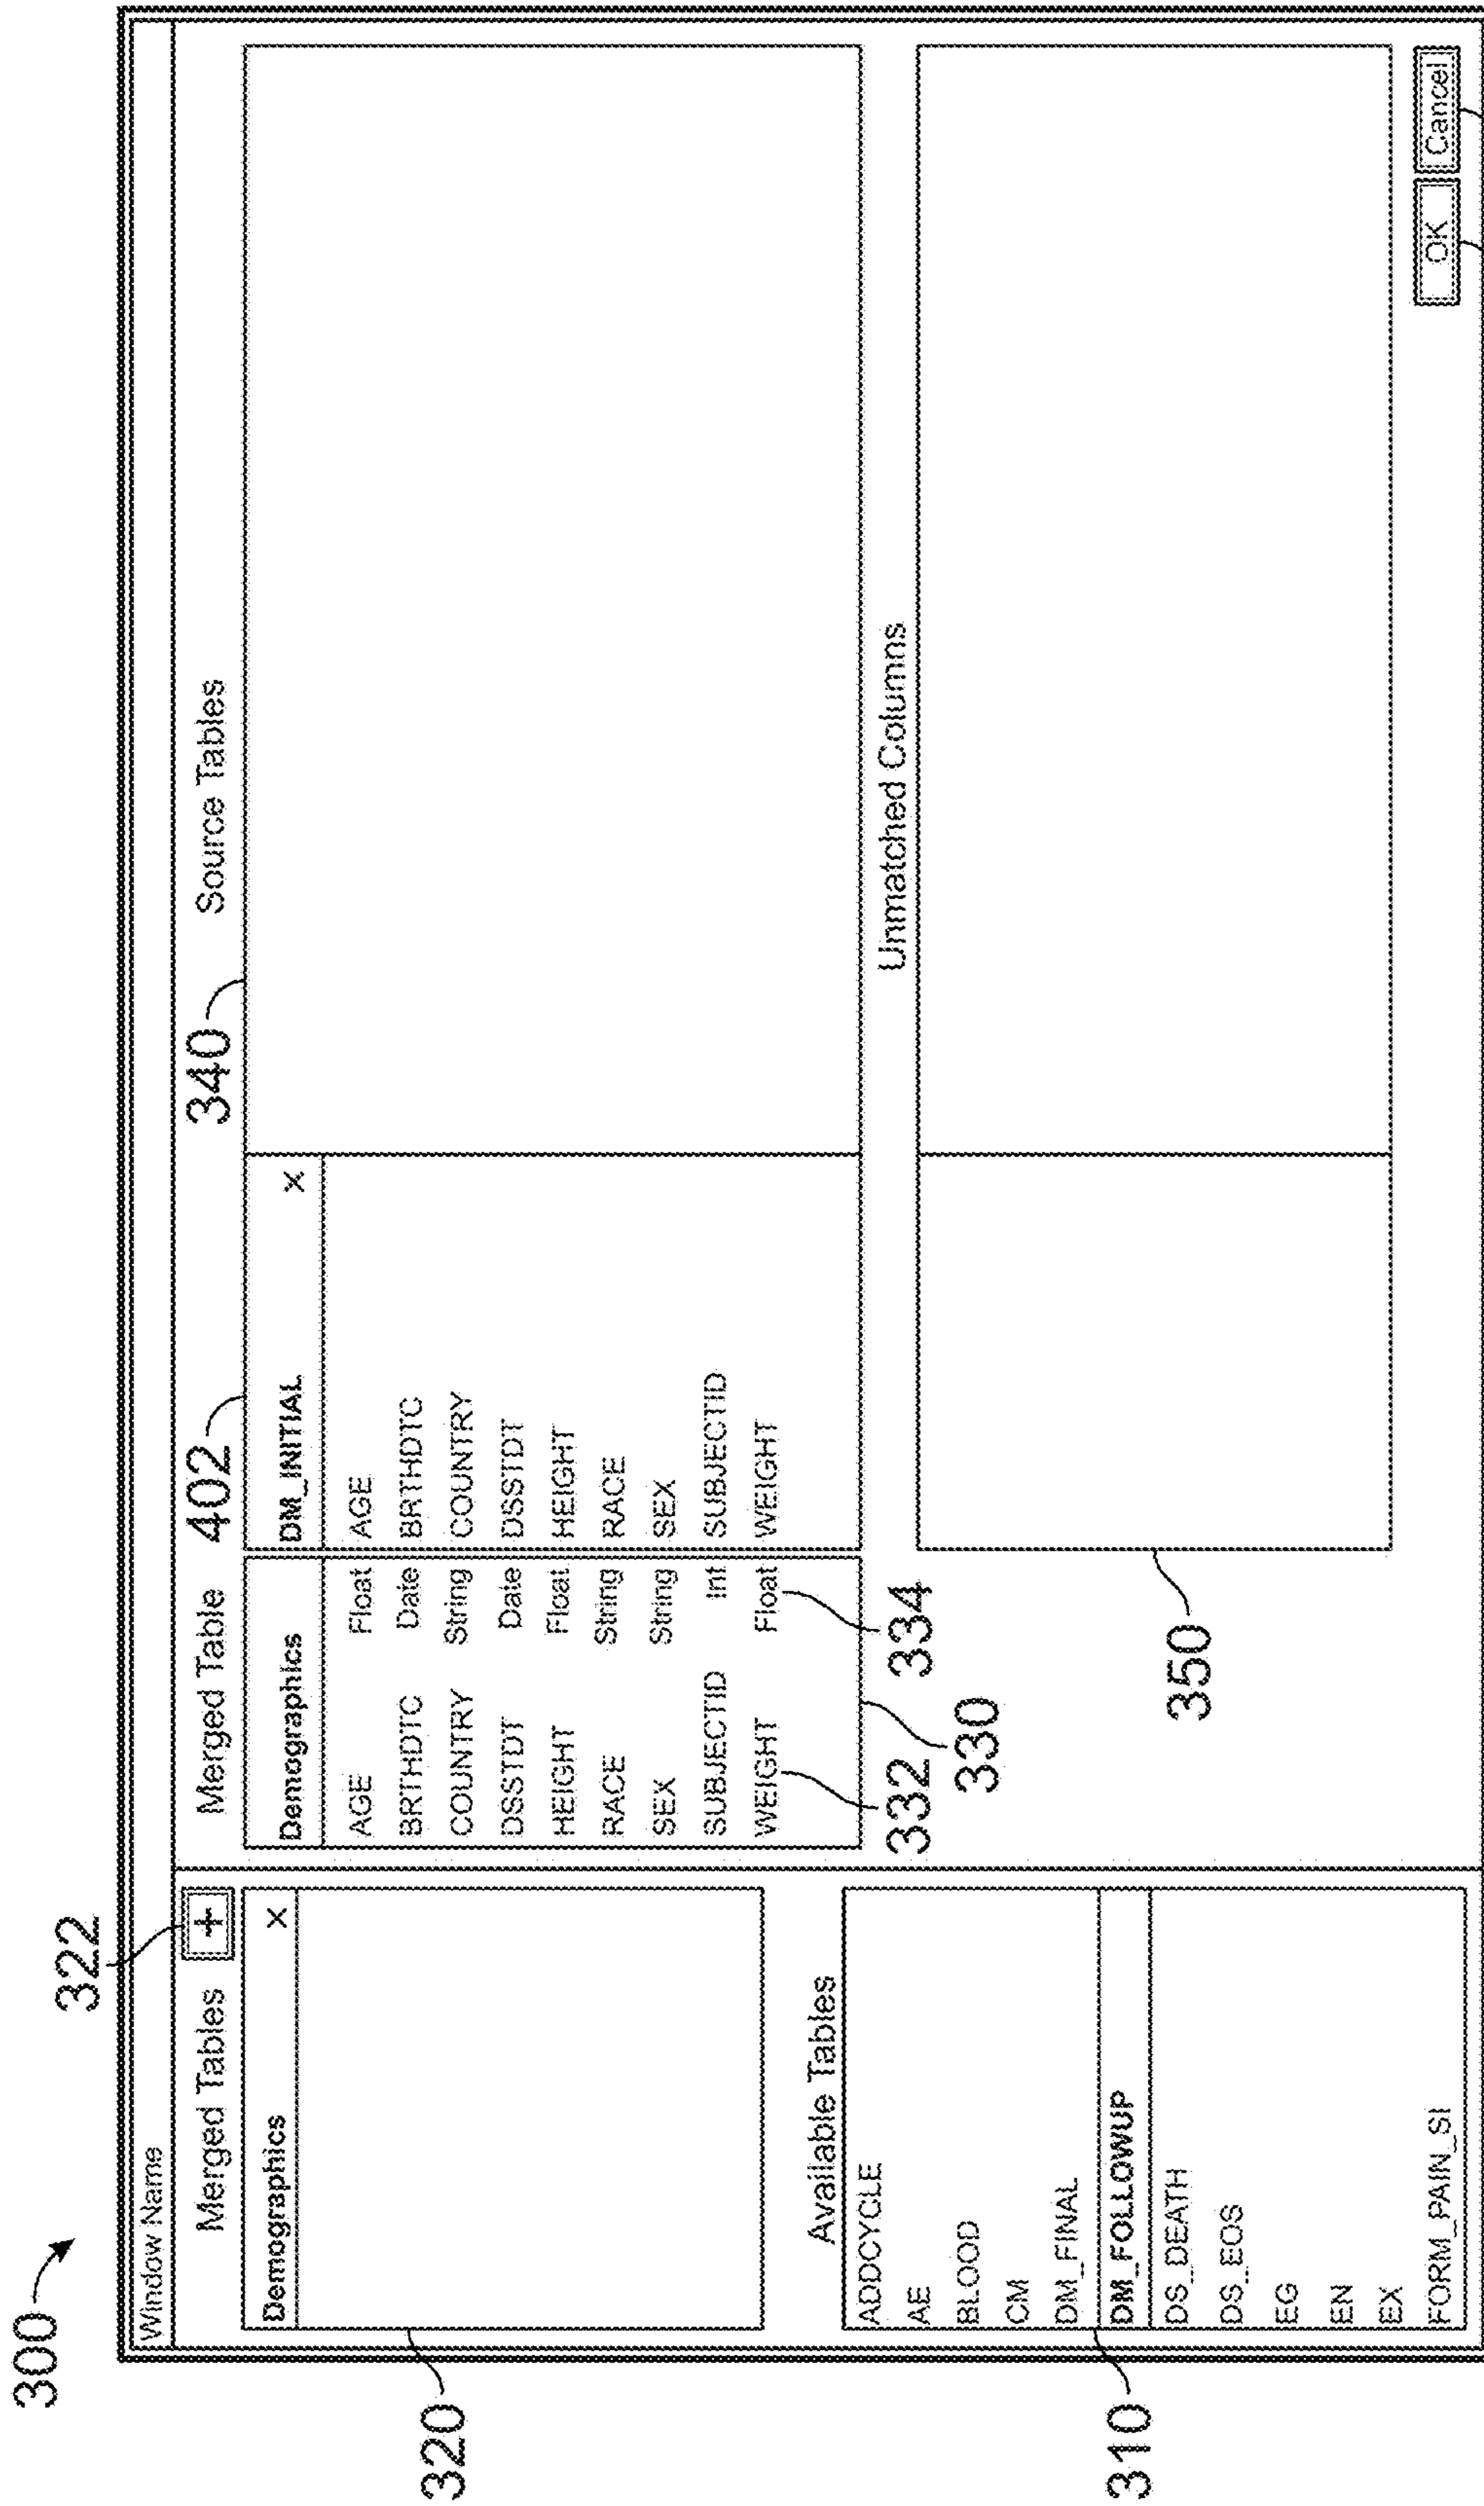 300
322
Window Name
Merged Tables +
Demographics X
320
Available Tables
ADDCYCLE
AE
BLOOD
CM
DM_FINAL
DM_FOLLOWUP
DS_DEATH
DS_EOS
EG
EN
EX
FORM_PAIN_SI
310
Merged Table 402 340 Source Tables
Demographics DM_INITIAL X
AGE Float AGE
BRTHDTC Date BRTHDTC
COUNTRY String COUNTRY
DSSTDT Date DSSTDT
HEIGHT Float HEIGHT
RACE String RACE
SEX String SEX
SUBJECTID Int SUBJECTID
WEIGHT Float WEIGHT
332 334
330
Unmatched Columns
350
OK Cancel